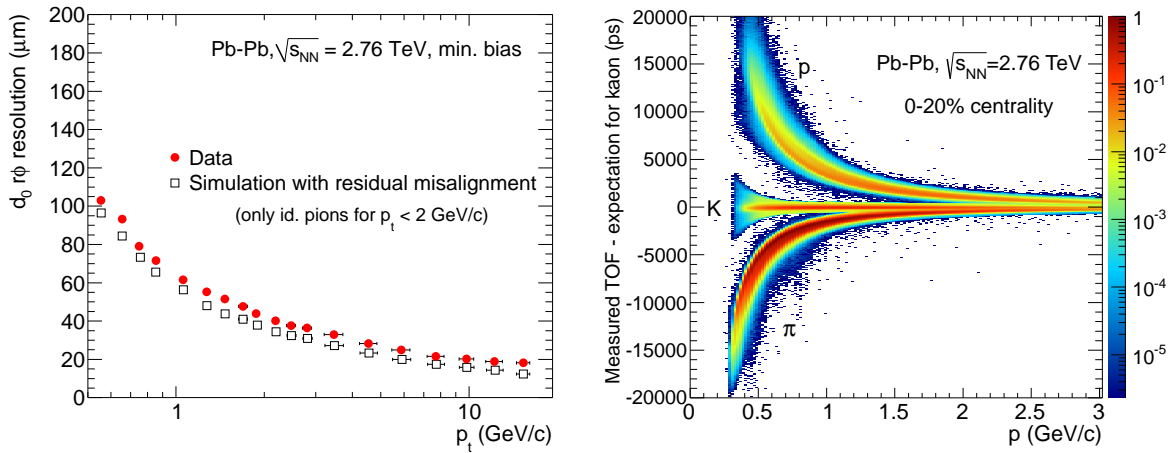 d₀ rφ resolution (μm)
200
180
160
140
120
100
80
60
40
20
0
Pb-Pb, √s_NN = 2.76 TeV, min. bias
Data
Simulation with residual misalignment
(only id. pions for p_t < 2 GeV/c)
1
10
p_t (GeV/c)
Measured TOF - expectation for kaon (ps)
20000
15000
10000
5000
0
-5000
-10000
-15000
-20000
Pb-Pb, √s_NN=2.76 TeV
0-20% centrality
p
K
π
0
0.5
1
1.5
2
2.5
3
p (GeV/c)
1
10⁻¹
10⁻²
10⁻³
10⁻⁴
10⁻⁵